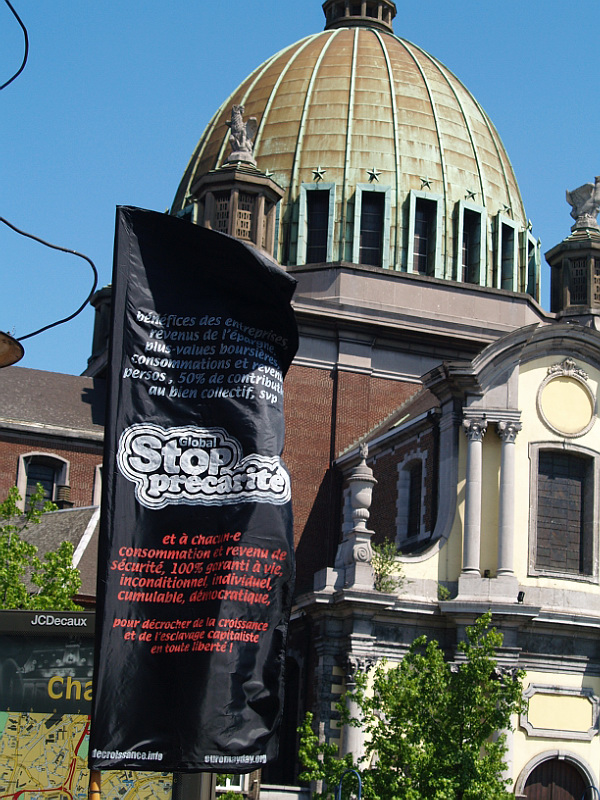 bénéfices des entreprises,
revenus de l'épargne
plus-values boursières,
consommations et revenus
persos, 50% de contribution
au bien collectif, svp
Global
Stop
précarité
et à chacun-e
consommation et revenu de
sécurité, 100% garanti à vie,
inconditionnel, individuel,
cumulable, démocratique,
pour décrocher de la croissance
et de l'esclavage capitaliste
en toute liberté !
decroissance.info
euromayday.org
JCDecaux
Cha